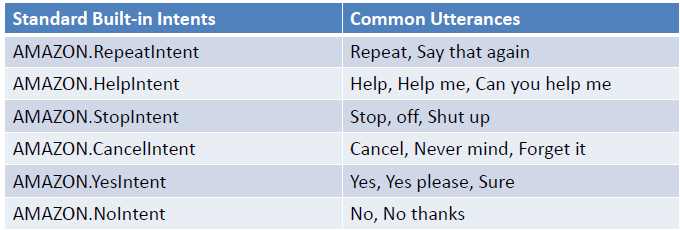 Standard Built-in Intents Common Utterances
AMAZON.RepeatIntent Repeat, Say that again
AMAZON.HelpIntent Help, Help me, Can you help me
AMAZON.StopIntent Stop, off, Shut up
AMAZON.CancelIntent Cancel, Never mind, Forget it
AMAZON.YesIntent Yes, Yes please, Sure
AMAZON.NoIntent No, No thanks